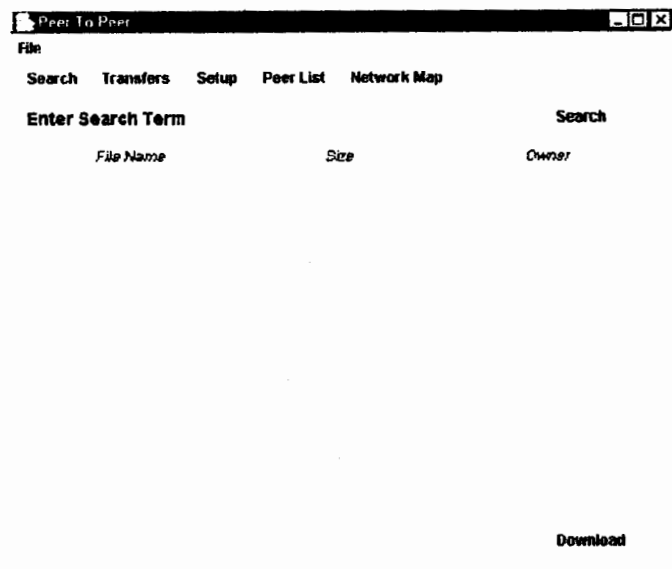 Peer To Peer
File
Search Transfers Setup Peer List Network Map
Enter Search Term Search
File Name Size Owner
Download